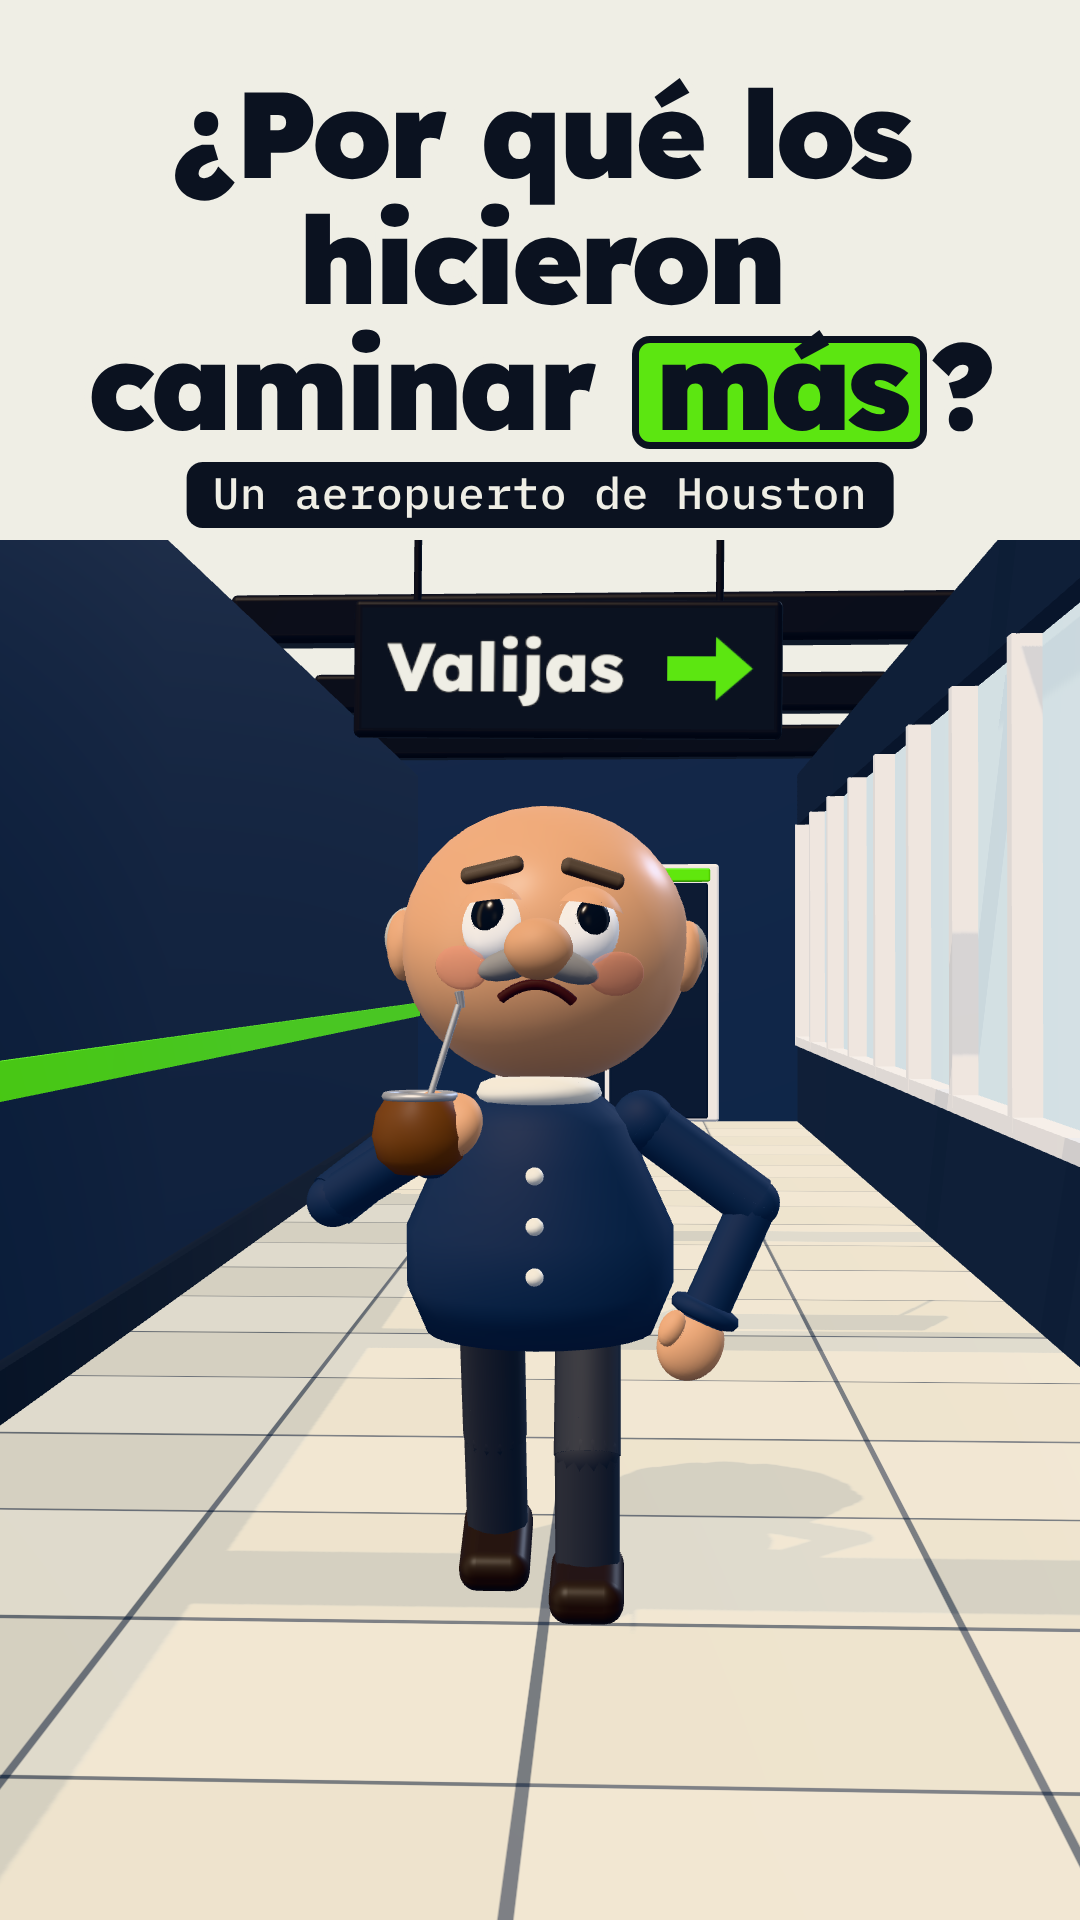 ¿Por qué los
hicieron
caminar más?
Un aeropuerto de Houston
Valijas